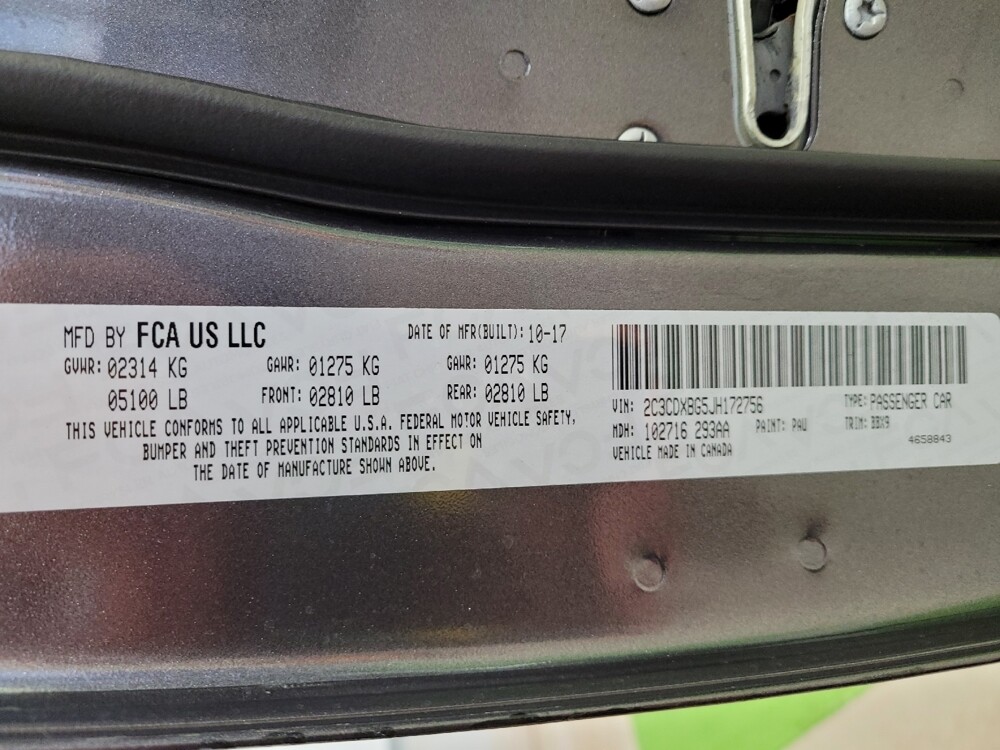 MFD BY FCA US LLC DATE OF MFR(BUILT): 10-17
GVWR: 02314 KG GAWR: 01275 KG GAWR: 01275 KG
05100 LB FRONT: 02810 LB REAR: 02810 LB
THIS VEHICLE CONFORMS TO ALL APPLICABLE U.S.A. FEDERAL MOTOR VEHICLE SAFETY,
BUMPER AND THEFT PREVENTION STANDARDS IN EFFECT ON
THE DATE OF MANUFACTURE SHOWN ABOVE.
VIN: 2C3CDXBG5JH172756 TYPE: PASSENGER CAR
MDH: 102716 293AA PAINT: PAU TRIM: BBX9
VEHICLE MADE IN CANADA 4658843